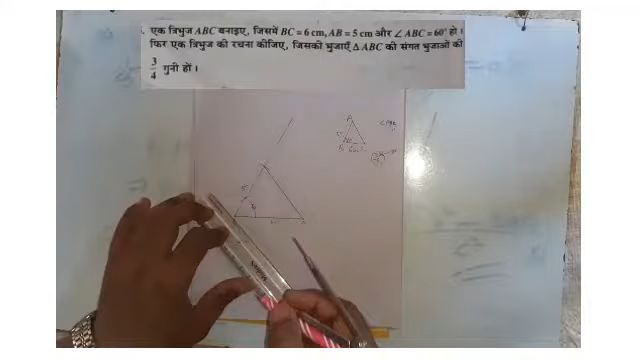 एक त्रिभुज ABC बनाइए, जिसमें BC = 6 cm, AB = 5 cm और ∠ ABC = 60° हो।
फिर एक त्रिभुज की रचना कीजिए, जिसकी भुजाएँ Δ ABC की संगत भुजाओं की
3/4 गुनी हों।